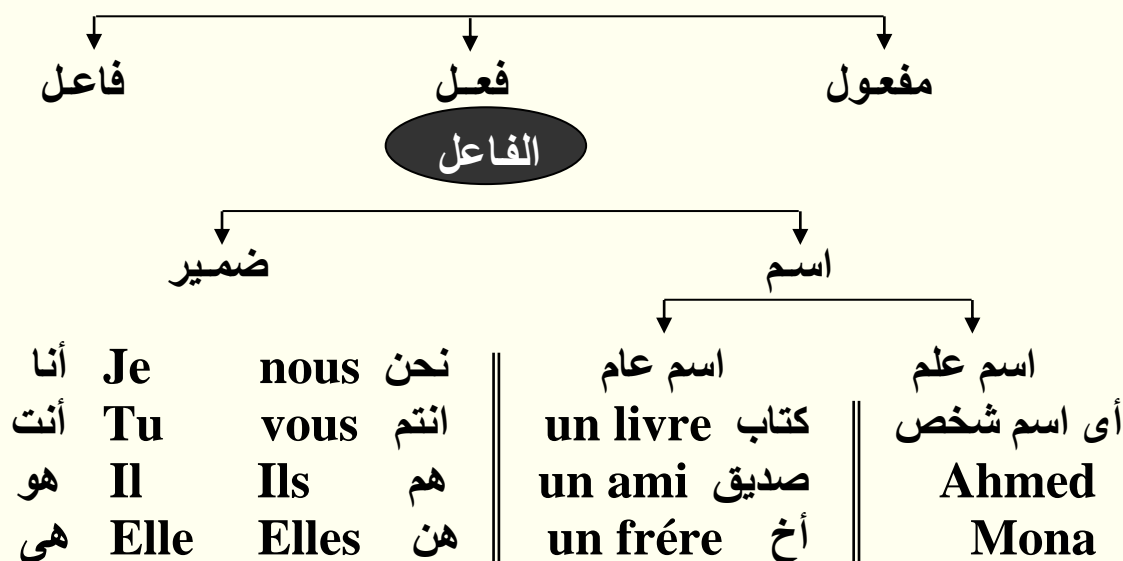 فاعل فعل مفعول
الفاعل
ضمير اسم
أنا Je nous نحن اسم عام اسم علم
أنت Tu vous انتم un livre كتاب أى اسم شخص
هو Il Ils هم un ami صديق Ahmed
هي Elle Elles هن un frére أخ Mona